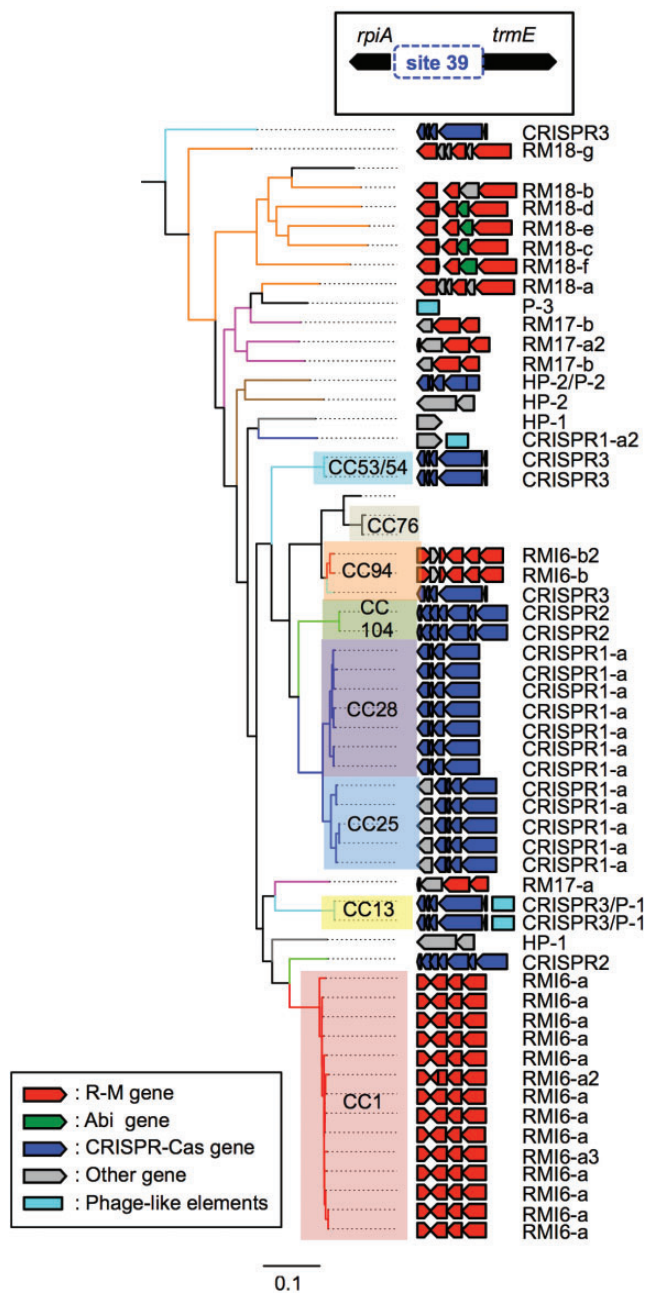 rpiA trmE
site 39
CRISPR3
RM18-g
RM18-b
RM18-d
RM18-e
RM18-c
RM18-f
RM18-a
P-3
RM17-b
RM17-a2
RM17-b
HP-2/P-2
HP-2
HP-1
CRISPR1-a2
CRISPR3
CC53/54
CRISPR3
CC76
RMI6-b2
CC94
RMI6-b
CRISPR3
CC
104
CRISPR2
CRISPR2
CRISPR1-a
CRISPR1-a
CRISPR1-a
CC28
CRISPR1-a
CRISPR1-a
CRISPR1-a
CRISPR1-a
CRISPR1-a
CRISPR1-a
CC25
CRISPR1-a
CRISPR1-a
CRISPR1-a
RM17-a
CC13
CRISPR3/P-1
CRISPR3/P-1
HP-1
CRISPR2
RMI6-a
RMI6-a
RMI6-a
RMI6-a
RMI6-a
RMI6-a2
CC1
RMI6-a
RMI6-a
RMI6-a
RMI6-a3
RMI6-a
RMI6-a
RMI6-a
RMI6-a
: R-M gene
: Abi gene
: CRISPR-Cas gene
: Other gene
: Phage-like elements
0.1